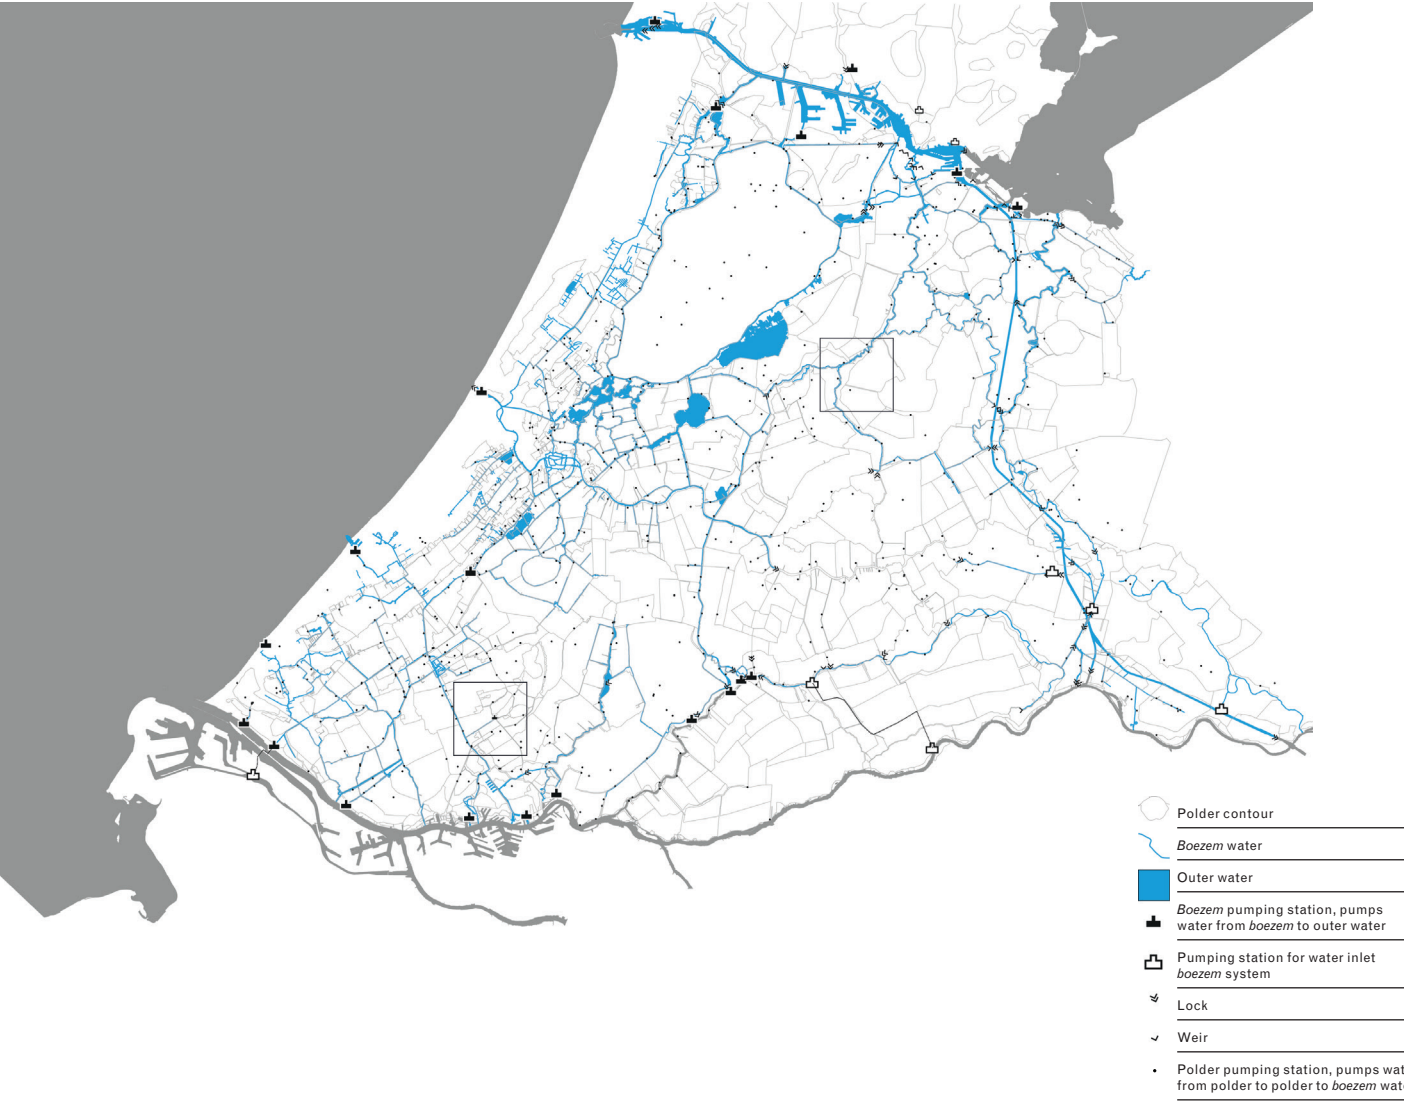 Polder contour
Boezem water
Outer water
Boezem pumping station, pumps
water from boezem to outer water
Pumping station for water inlet
boezem system
Lock
Weir
Polder pumping station, pumps wat
from polder to polder to boezem wat